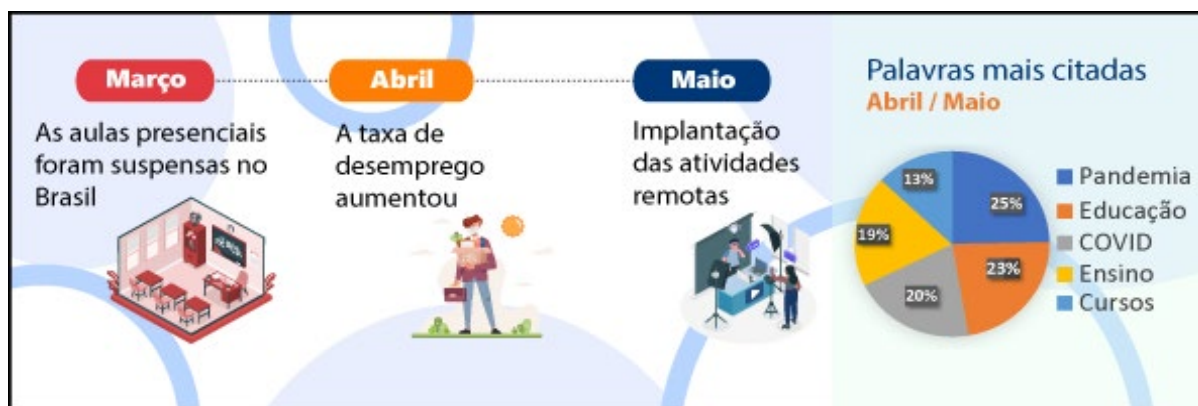 Março
As aulas presenciais
foram suspensas no
Brasil
Abril
A taxa de
desemprego
aumentou
Maio
Implantação
das atividades
remotas
Palavras mais citadas
Abril / Maio
13%
25%
19%
23%
20%
Pandemia
Educação
COVID
Ensino
Cursos